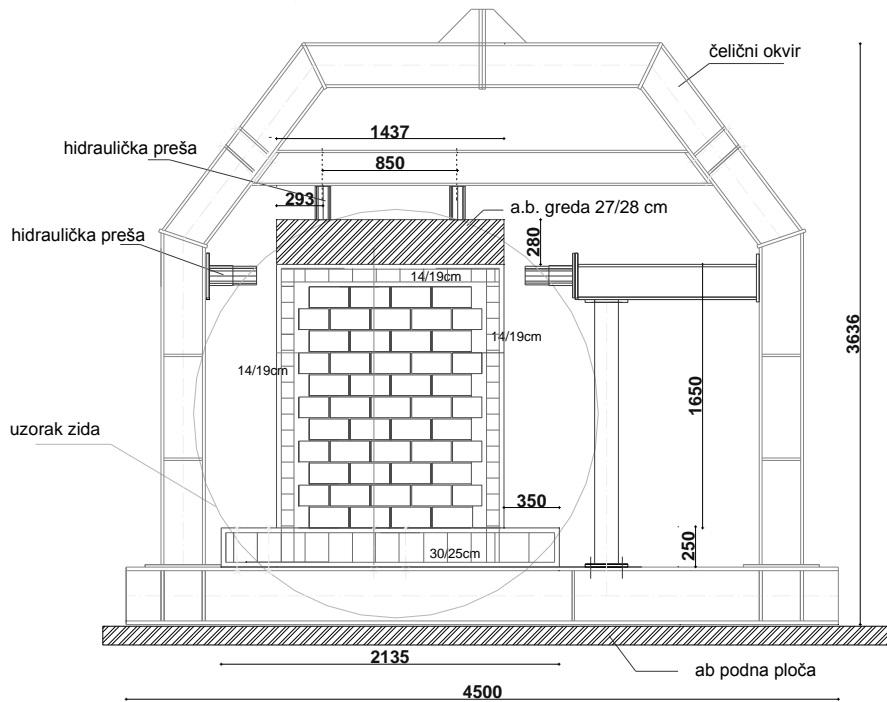 čelični okvir
1437
hidraulička preša
850
293
a.b. greda 27/28 cm
hidraulička preša
280
14/19cm
3636
14/19cm
14/19cm
1650
uzorak zida
350
250
30/25cm
2135
ab podna ploča
4500